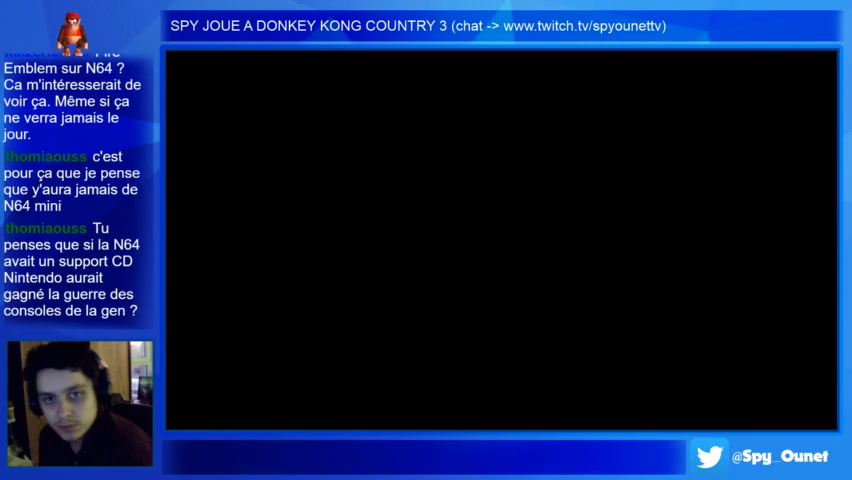 SPY JOUE A DONKEY KONG COUNTRY 3 (chat -> www.twitch.tv/spyounettv)
Emblem sur N64 ?
Ca m'intéresserait de
voir ça. Même si ça
ne verra jamais le
jour.
thomiaouss c'est
pour ça que je pense
que y'aura jamais de
N64 mini
thomiaouss Tu
penses que si la N64
avait un support CD
Nintendo aurait
gagné la guerre des
consoles de la gen ?
@Spy_Ounet